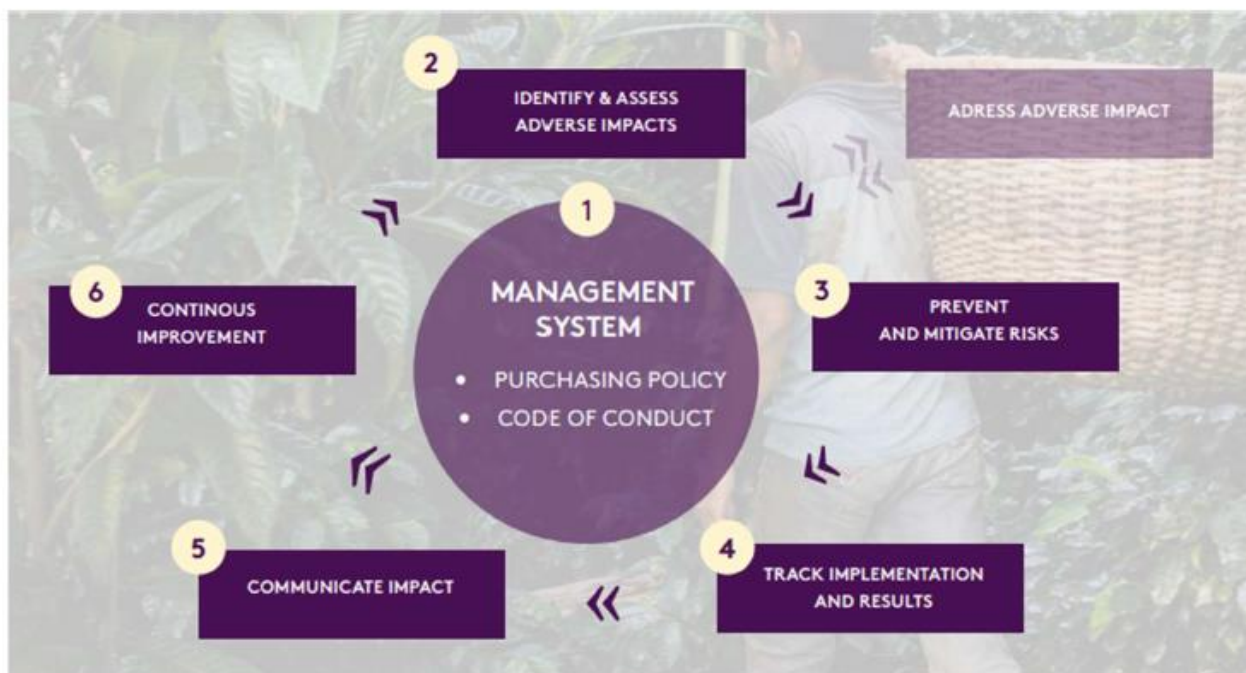 2
IDENTIFY & ASSESS
ADVERSE IMPACTS
ADRESS ADVERSE IMPACT
1
MANAGEMENT
SYSTEM
• PURCHASING POLICY
• CODE OF CONDUCT
3
PREVENT
AND MITIGATE RISKS
4
TRACK IMPLEMENTATION
AND RESULTS
5
COMMUNICATE IMPACT
6
CONTINOUS
IMPROVEMENT